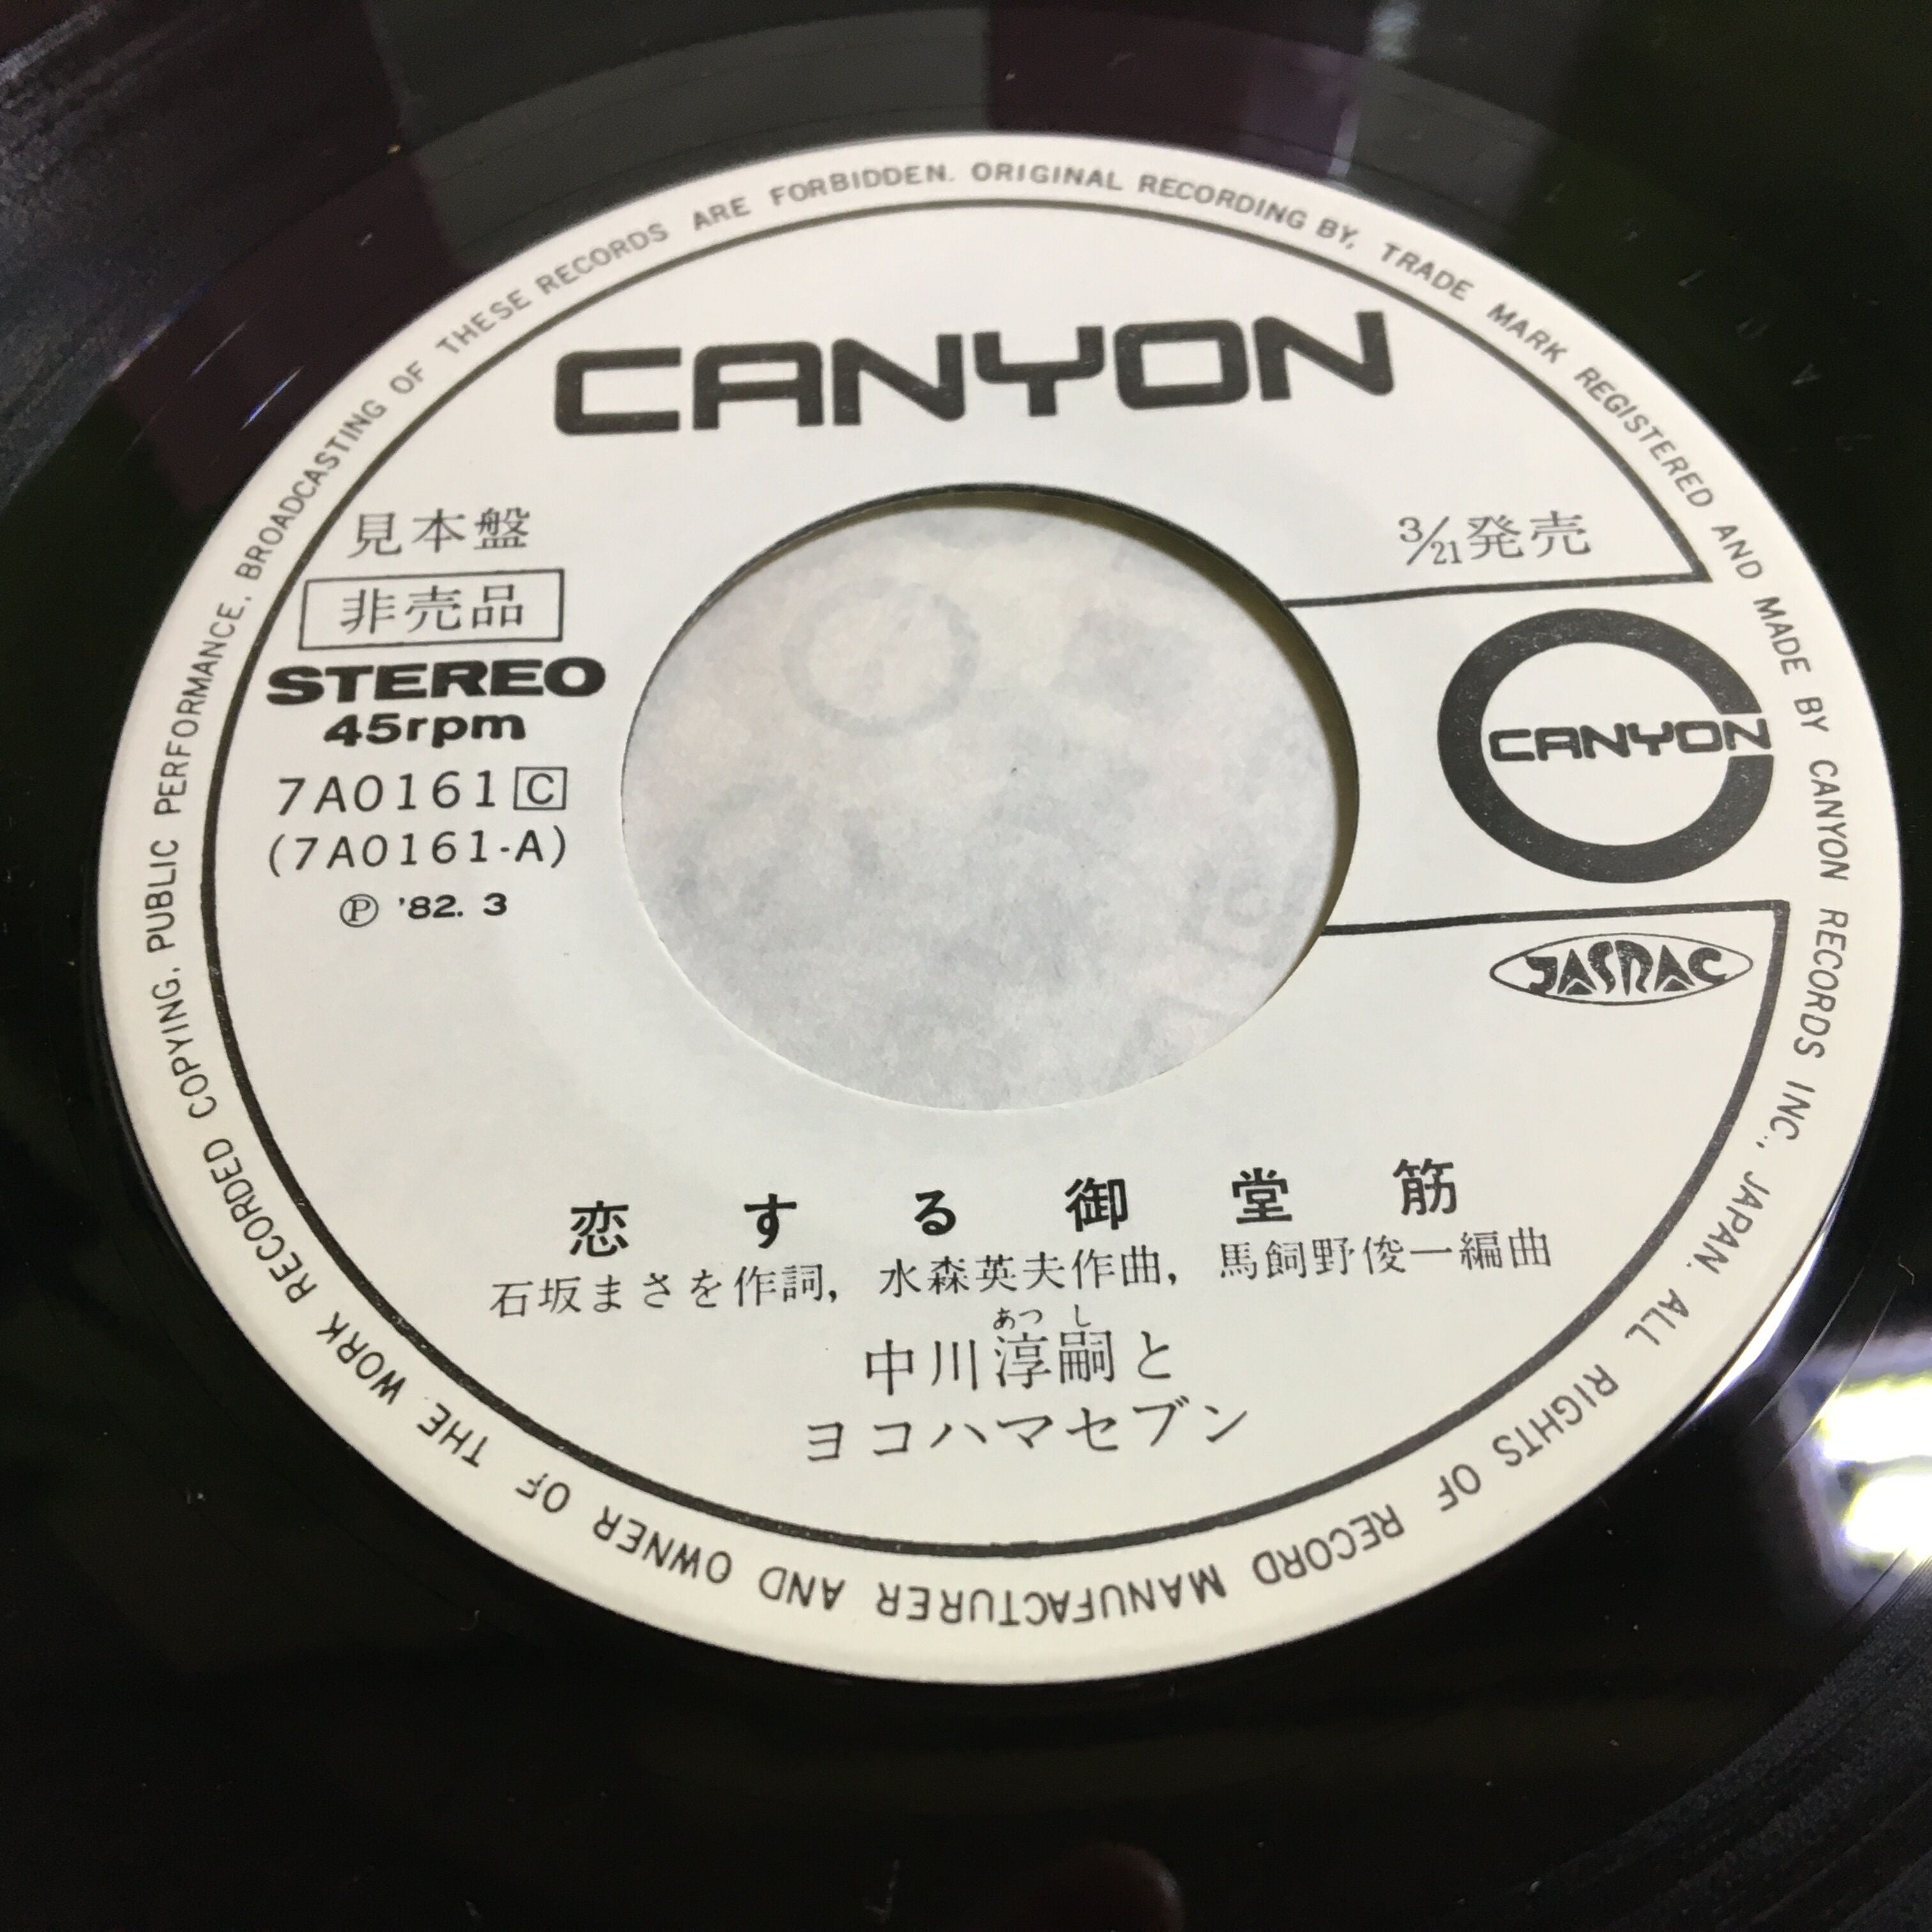 CANYON
見本盤
非売品
STEREO
45rpm
7A0161 C
(7A0161-A)
Ⓟ '82. 3
3/21発売
CANYON
JASRAC
恋する御堂筋
石坂まさを作詞, 水森英夫作曲, 馬飼野俊一編曲
あつ し
中川淳嗣と
ヨコハマセブン
ALL RIGHTS OF RECORD MANUFACTURER AND OWNER OF THE WORK RECORDED COPYING, PUBLIC PERFORMANCE, BROADCASTING OF THESE RECORDS ARE FORBIDDEN. ORIGINAL RECORDING BY, TRADE MARK REGISTERED AND MADE BY CANYON RECORDS INC., JAPAN.